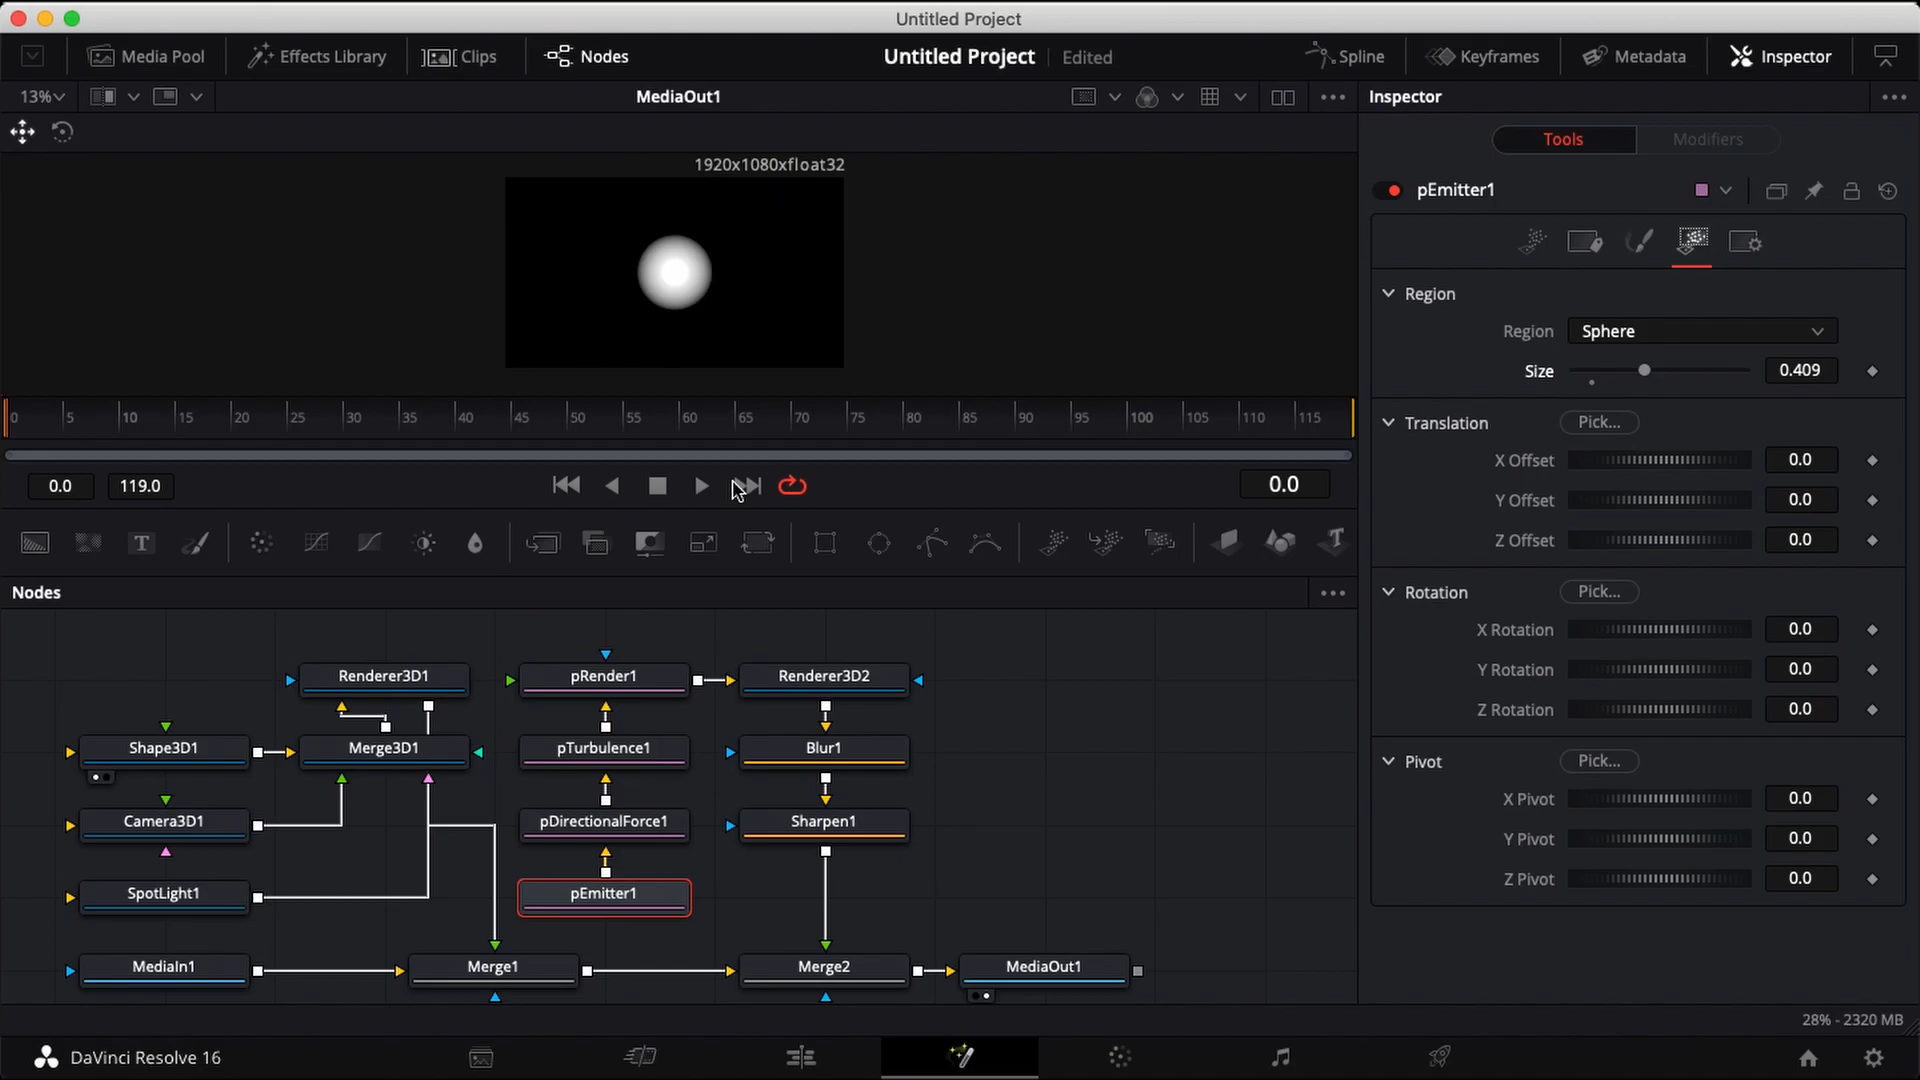 Untitled Project
Media Pool
Effects Library
Clips
Nodes
Untitled Project
Edited
Spline
Keyframes
Metadata
Inspector
13%
MediaOut1
Inspector
Tools
Modifiers
1920x1080xfloat32
pEmitter1
Region
Region
Sphere
Size
0.409
0 5 10 15 20 25 30 35 40 45 50 55 60 65 70 75 80 85 90 95 100 105 110 115
Translation
Pick...
X Offset
0.0
0.0
119.0
0.0
Y Offset
0.0
Z Offset
0.0
T
T
Nodes
Rotation
Pick...
X Rotation
0.0
Y Rotation
0.0
Z Rotation
0.0
Renderer3D1
pRender1
Renderer3D2
Shape3D1
Merge3D1
pTurbulence1
Blur1
Pivot
Pick...
X Pivot
0.0
Camera3D1
pDirectionalForce1
Sharpen1
Y Pivot
0.0
Z Pivot
0.0
SpotLight1
pEmitter1
MediaIn1
Merge1
Merge2
MediaOut1
28% - 2320 MB
DaVinci Resolve 16